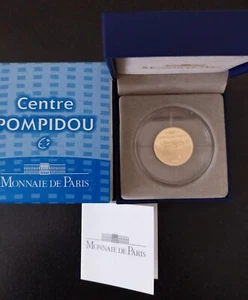 Centre
POMPIDOU
MONNAIE DE PARIS
MONNAIE DE PARIS